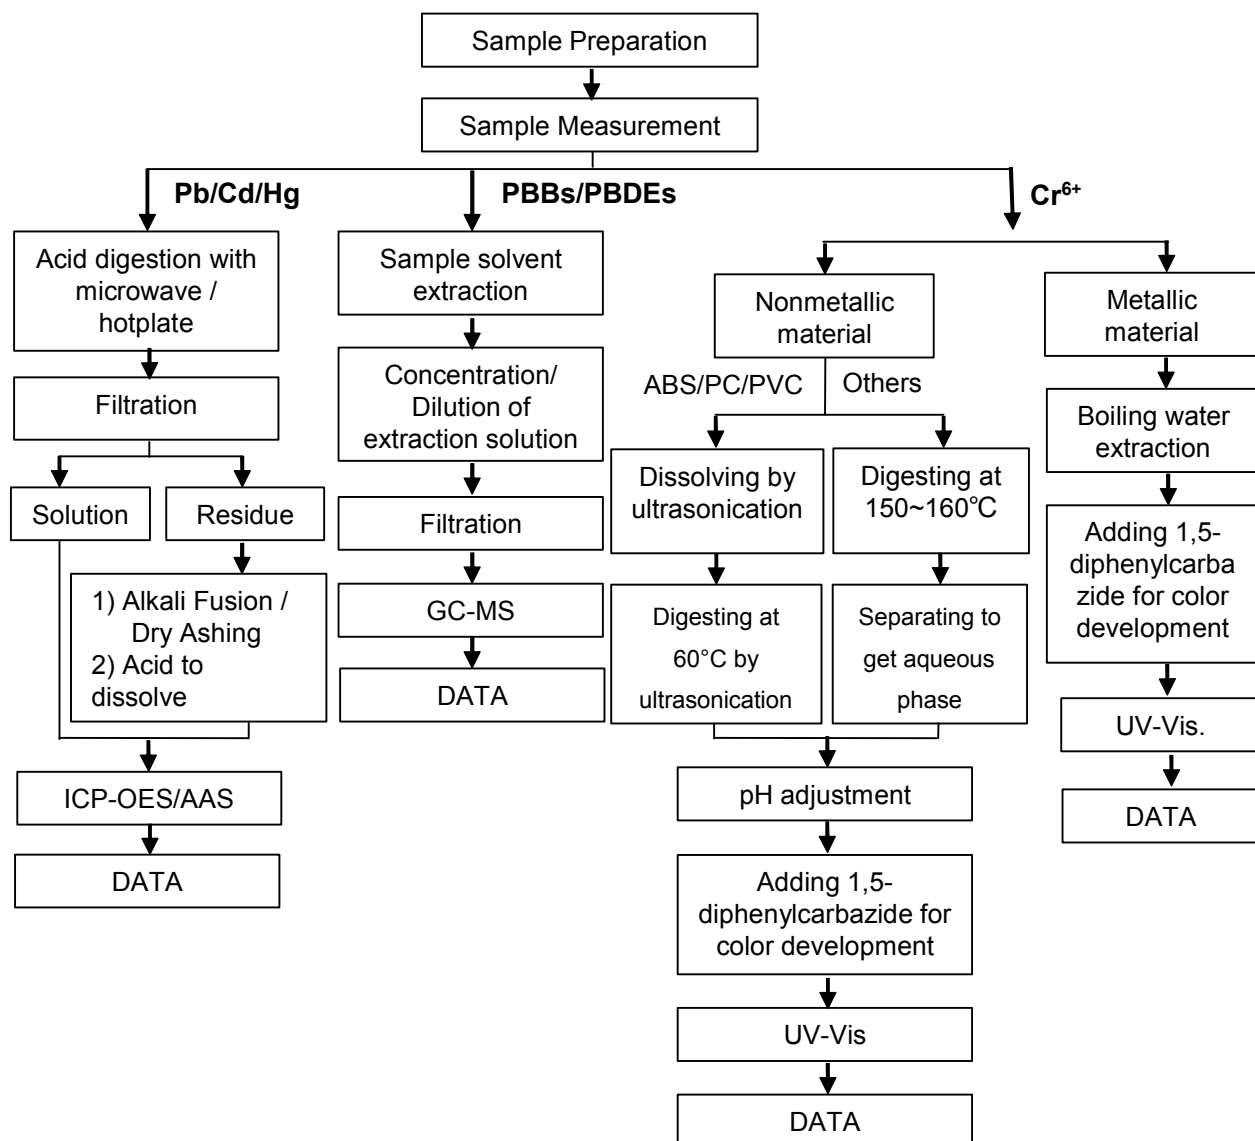 Sample Preparation
Sample Measurement
Pb/Cd/Hg
PBBs/PBDEs
Cr⁶⁺
Acid digestion with
microwave /
hotplate
Filtration
Solution
Residue
1) Alkali Fusion /
Dry Ashing
2) Acid to
dissolve
ICP-OES/AAS
DATA
Sample solvent
extraction
Concentration/
Dilution of
extraction solution
Filtration
GC-MS
DATA
Nonmetallic
material
ABS/PC/PVC
Others
Dissolving by
ultrasonication
Digesting at
60°C by
ultrasonication
Digesting at
150~160℃
Separating to
get aqueous
phase
pH adjustment
Adding 1,5-
diphenylcarbazide for
color development
UV-Vis
DATA
Metallic
material
Boiling water
extraction
Adding 1,5-
diphenylcarba
zide for color
development
UV-Vis.
DATA